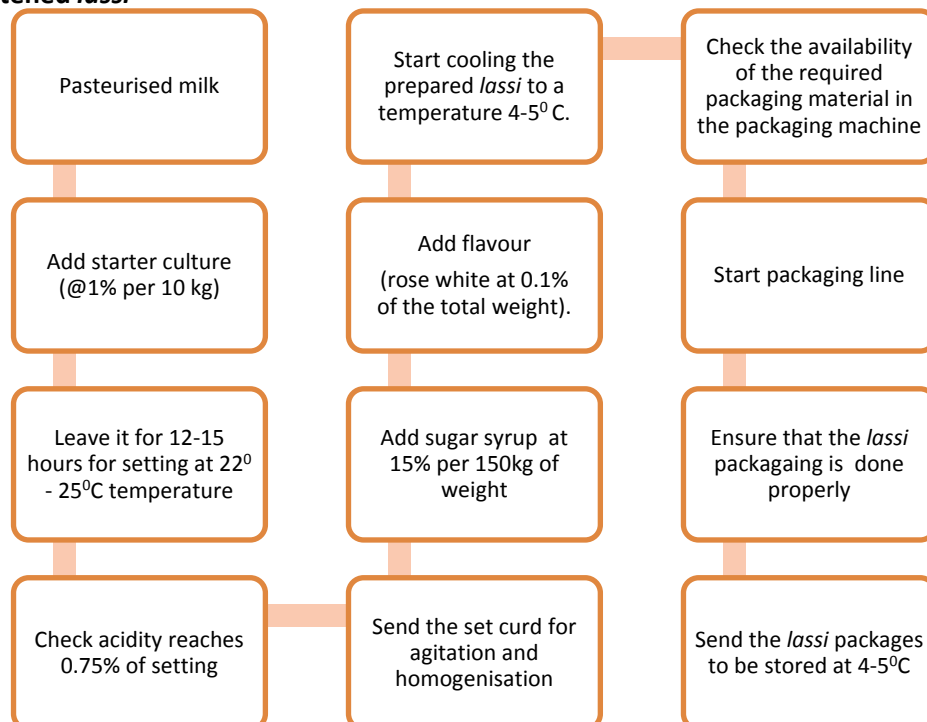 tened lassi
Pasteurised milk
Add starter culture
(@1% per 10 kg)
Leave it for 12-15
hours for setting at 22⁰
- 25⁰C temperature
Check acidity reaches
0.75% of setting
Send the set curd for
agitation and
homogenisation
Add sugar syrup at
15% per 150kg of
weight
Add flavour
(rose white at 0.1%
of the total weight).
Start cooling the
prepared lassi to a
temperature 4-5⁰ C.
Check the availability
of the required
packaging material in
the packaging machine
Start packaging line
Ensure that the lassi
packagaing is done
properly
Send the lassi packages
to be stored at 4-5⁰C